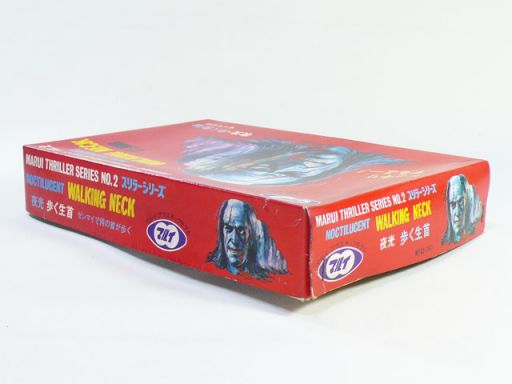 MARUI THRILLER SERIES NO.2 スリラーシリーズ
NOCTILUCENT WALKING NECK
夜光 歩く生首
ゼンマイで侍の首が歩く
マルイ
MARUI THRILLER SERIES NO.2 スリラーシリーズ
NOCTILUCENT WALKING NECK
夜光 歩く生首
マルイ
WALKING NECK